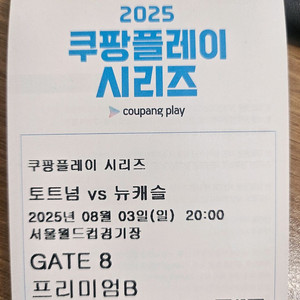 2025
쿠팡플레이
시리즈
coupang play
쿠팡플레이 시리즈
토트넘 vs 뉴캐슬
2025년 08월 03일(일) 20:00
서울월드컵경기장
GATE 8
프리미엄B